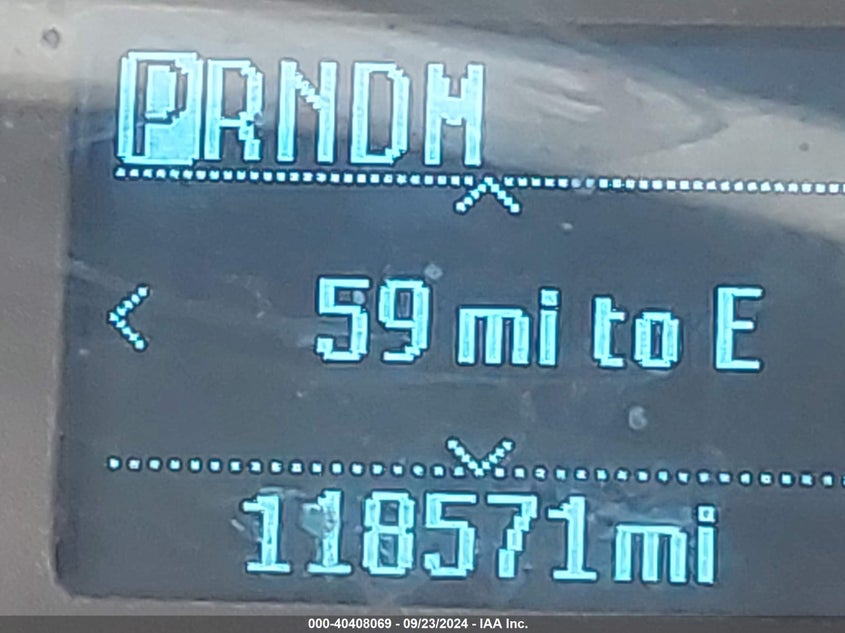 PRNDM
59 mi to E
118571mi
000-40408069 - 09/23/2024 - IAA Inc.